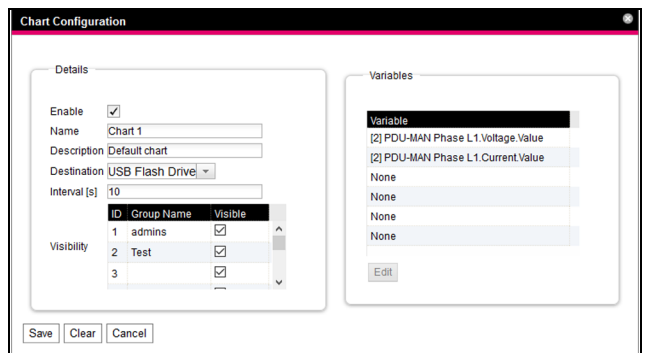 Chart Configuration
Details
Enable
Name Chart 1
Description Default chart
Destination USB Flash Drive
Interval [s] 10
Visibility
ID Group Name Visible
1 admins
2 Test
3
Variables
Variable
[2] PDU-MAN Phase L1.Voltage.Value
[2] PDU-MAN Phase L1.Current.Value
None
None
None
None
Edit
Save Clear Cancel